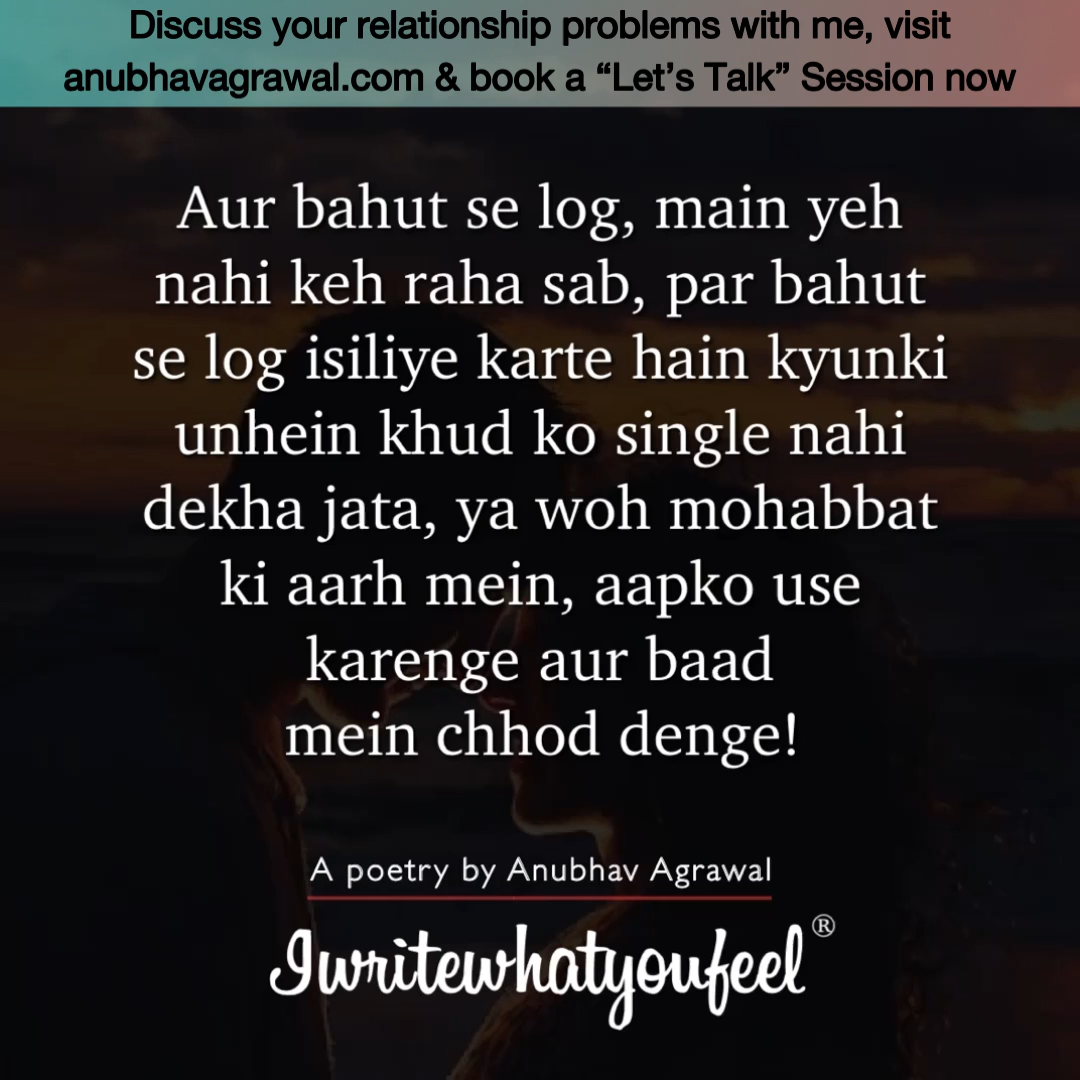 Discuss your relationship problems with me, visit
anubhavagrawal.com & book a “Let’s Talk” Session now
Aur bahut se log, main yeh
nahi keh raha sab, par bahut
se log isiliye karte hain kyunki
unhein khud ko single nahi
dekha jata, ya woh mohabbat
ki aarh mein, aapko use
karenge aur baad
mein chhod denge!
A poetry by Anubhav Agrawal
Iwritewhatyoufeel®